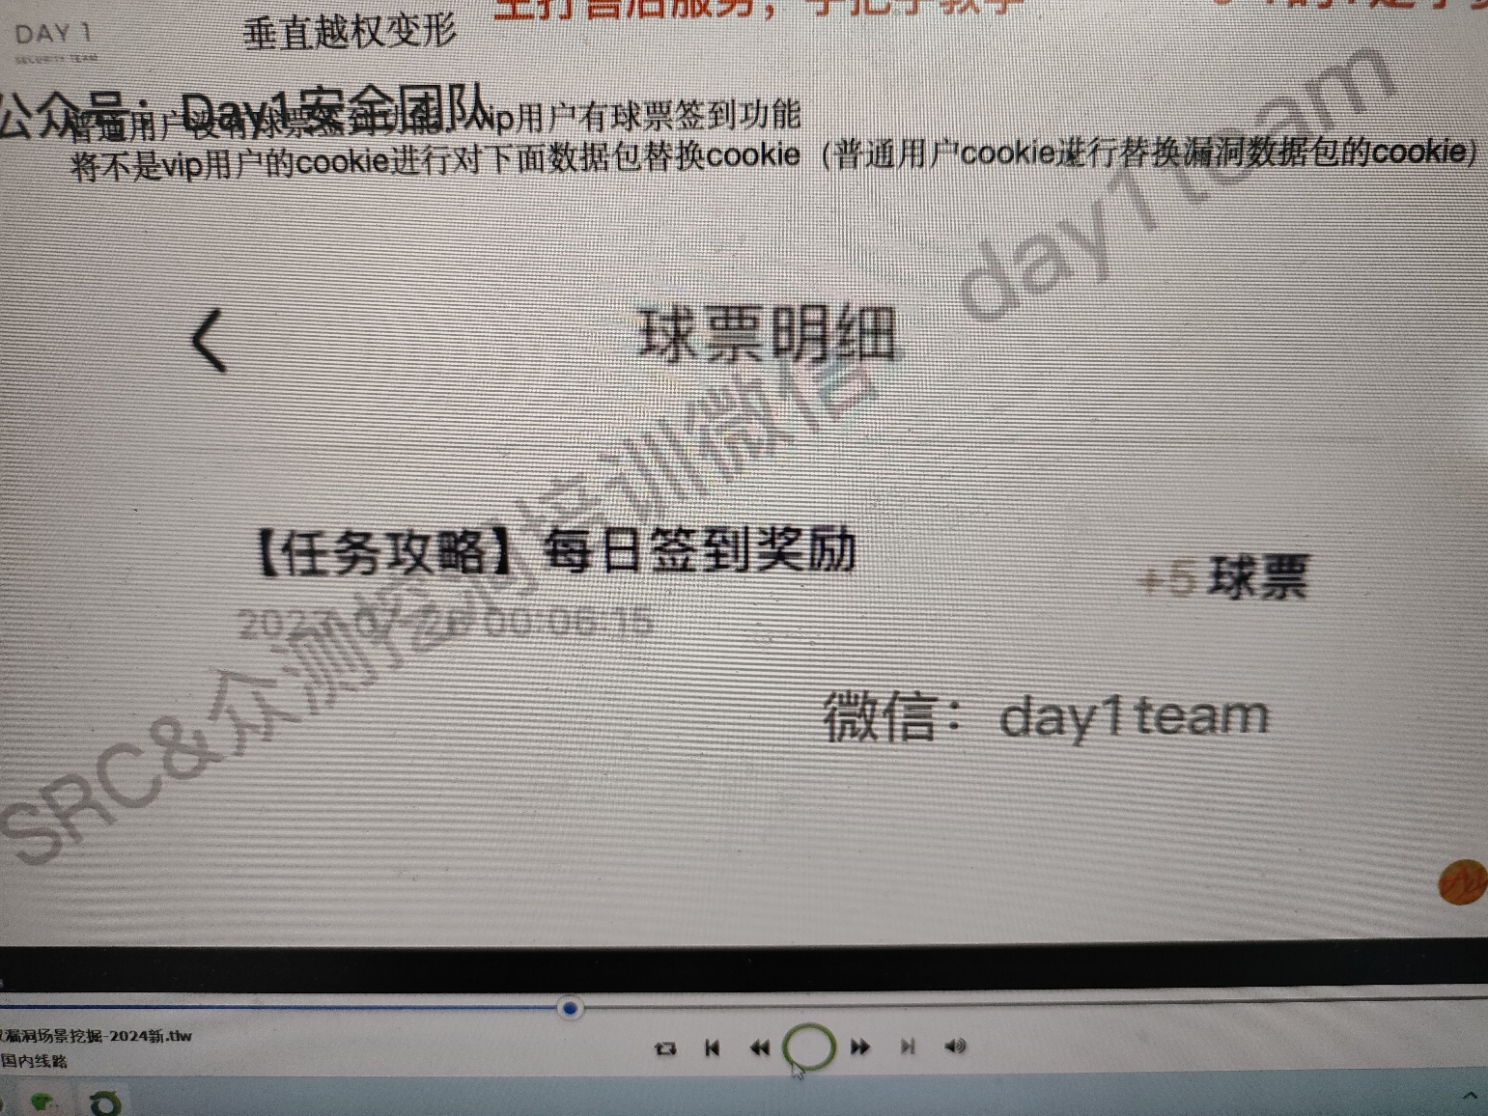 DAY 1
SECURITY TEAM
垂直越权变形
公众号：Day1安全团队
普通用户没有球票签到功能，vip用户有球票签到功能
将不是vip用户的cookie进行对下面数据包替换cookie（普通用户cookie进行替换漏洞数据包的cookie）
球票明细
【任务攻略】每日签到奖励
+5 球票
00:06:15
微信：day1team
SRC&众测挖洞培训微信 day1team
漏洞场景挖掘-2024新.tlw
国内线路